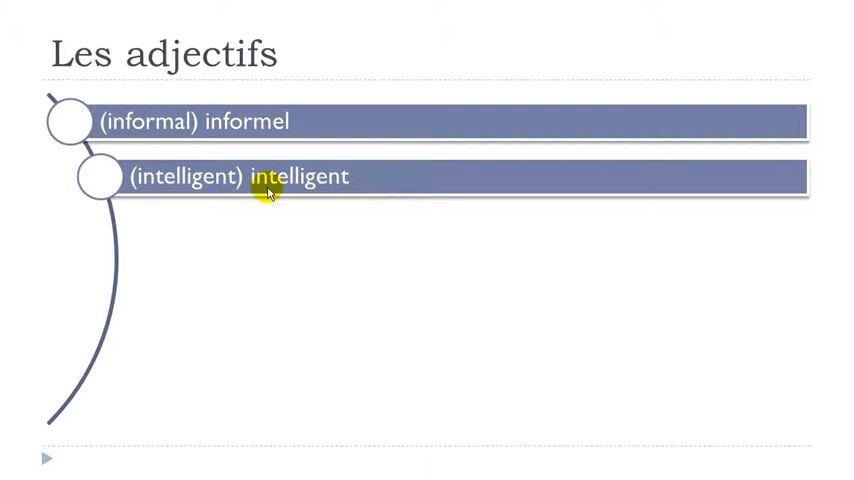 Les adjectifs
(informal) informel
(intelligent) intelligent